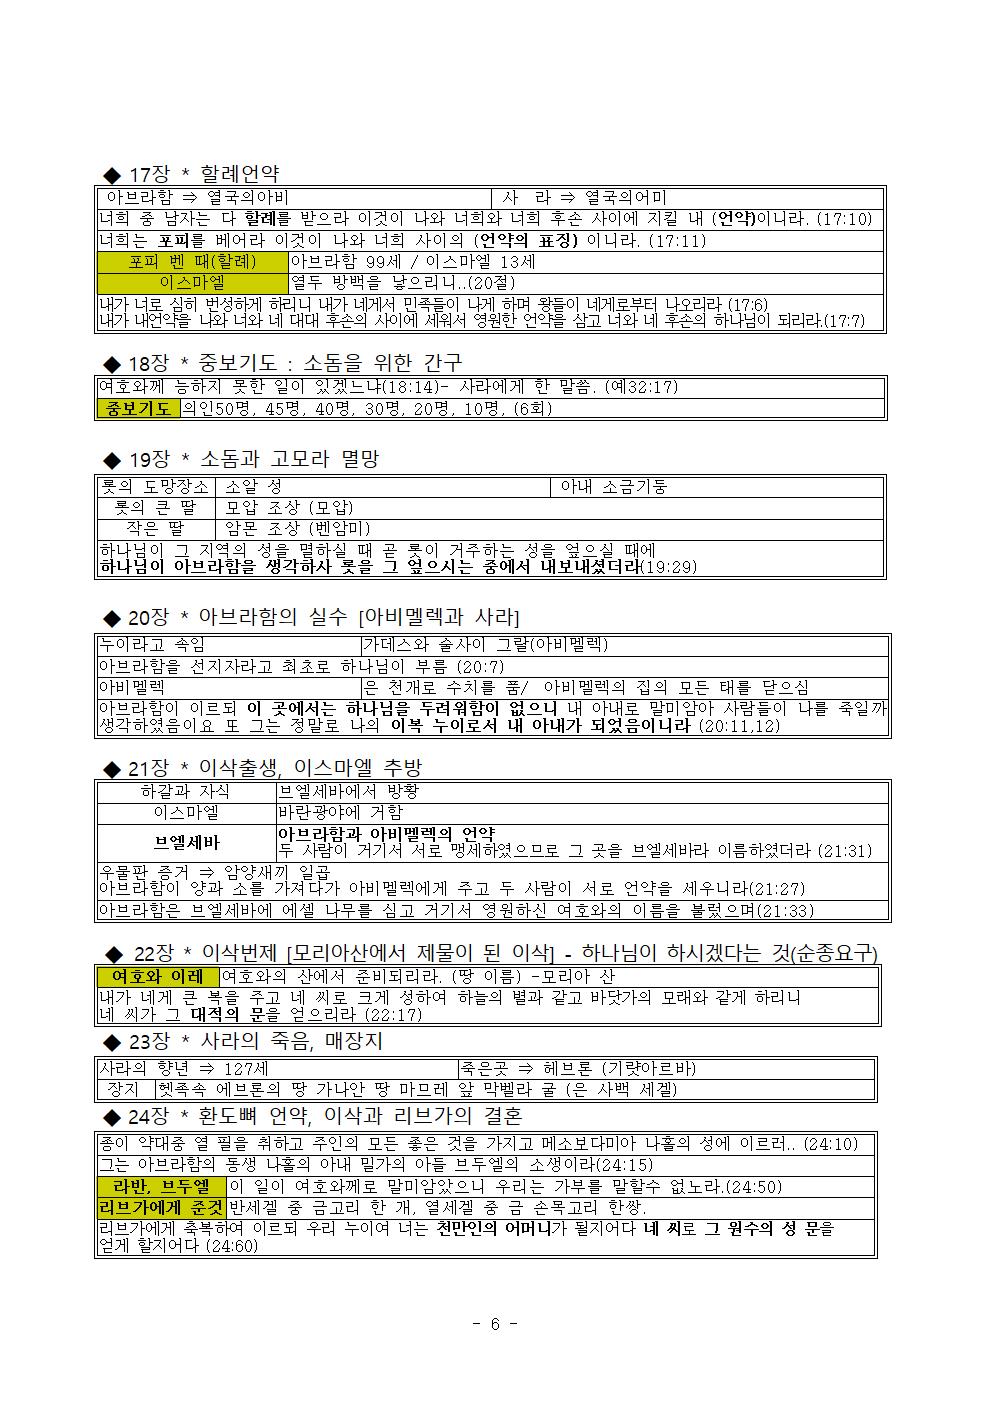 ◆ 17장 * 할례언약
아브라함 ⇒ 열국의아비 사 라 ⇒ 열국의어미
너희 중 남자는 다 할례를 받으라 이것이 나와 너희와 너희 후손 사이에 지킬 내 (언약)이니라. (17:10)
너희는 포피를 베어라 이것이 나와 너희 사이의 (언약의 표징) 이니라. (17:11)
포피 벤 때(할례) 아브라함 99세 / 이스마엘 13세
이스마엘 열두 방백을 낳으리니..(20절)
내가 너로 심히 번성하게 하리니 내가 네게서 민족들이 나게 하며 왕들이 네게로부터 나오리라 (17:6)
내가 내언약을 나와 너와 네 대대 후손의 사이에 세워서 영원한 언약을 삼고 너와 네 후손의 하나님이 되리라.(17:7)
◆ 18장 * 중보기도 : 소돔을 위한 간구
여호와께 능하지 못한 일이 있겠느냐(18:14)- 사라에게 한 말씀. (예32:17)
중보기도 의인50명, 45명, 40명, 30명, 20명, 10명, (6회)
◆ 19장 * 소돔과 고모라 멸망
롯의 도망장소 소알 성 아내 소금기둥
롯의 큰 딸 모압 조상 (모압)
작은 딸 암몬 조상 (벤암미)
하나님이 그 지역의 성을 멸하실 때 곧 롯이 거주하는 성을 엎으실 때에
하나님이 아브라함을 생각하사 롯을 그 엎으시는 중에서 내보내셨더라(19:29)
◆ 20장 * 아브라함의 실수 [아비멜렉과 사라]
누이라고 속임 가데스와 술사이 그랄(아비멜렉)
아브라함을 선지자라고 최초로 하나님이 부름 (20:7)
아비멜렉 은 천개로 수치를 품/ 아비멜렉의 집의 모든 태를 닫으심
아브라함이 이르되 이 곳에서는 하나님을 두려워함이 없으니 내 아내로 말미암아 사람들이 나를 죽일까
생각하였음이요 또 그는 정말로 나의 이복 누이로서 내 아내가 되었음이니라 (20:11,12)
◆ 21장 * 이삭출생, 이스마엘 추방
하갈과 자식 브엘세바에서 방황
이스마엘 바란광야에 거함
브엘세바 아브라함과 아비멜렉의 언약
두 사람이 거기서 서로 맹세하였으므로 그 곳을 브엘세바라 이름하였더라 (21:31)
우물판 증거 ⇒ 암양새끼 일곱
아브라함이 양과 소를 가져다가 아비멜렉에게 주고 두 사람이 서로 언약을 세우니라(21:27)
아브라함은 브엘세바에 에셀 나무를 심고 거기서 영원하신 여호와의 이름을 불렀으며(21:33)
◆ 22장 * 이삭번제 [모리아산에서 제물이 된 이삭] - 하나님이 하시겠다는 것(순종요구)
여호와 이레 여호와의 산에서 준비되리라. (땅 이름) -모리아 산
내가 네게 큰 복을 주고 네 씨로 크게 성하여 하늘의 별과 같고 바닷가의 모래와 같게 하리니
네 씨가 그 대적의 문을 얻으리라 (22:17)
◆ 23장 * 사라의 죽음, 매장지
사라의 향년 ⇒ 127세 죽은곳 ⇒ 헤브론 (기럇아르바)
장지 헷족속 에브론의 땅 가나안 땅 마므레 앞 막벨라 굴 (은 사백 세겔)
◆ 24장 * 환도뼈 언약, 이삭과 리브가의 결혼
종이 약대중 열 필을 취하고 주인의 모든 좋은 것을 가지고 메소보다미아 나홀의 성에 이르러.. (24:10)
그는 아브라함의 동생 나홀의 아내 밀가의 아들 브두엘의 소생이라(24:15)
라반, 브두엘 이 일이 여호와께로 말미암았으니 우리는 가부를 말할수 없노라.(24:50)
리브가에게 준것 반세겔 중 금고리 한 개, 열세겔 중 금 손목고리 한쌍.
리브가에게 축복하여 이르되 우리 누이여 너는 천만인의 어머니가 될지어다 네 씨로 그 원수의 성 문을
얻게 할지어다 (24:60)
- 6 -